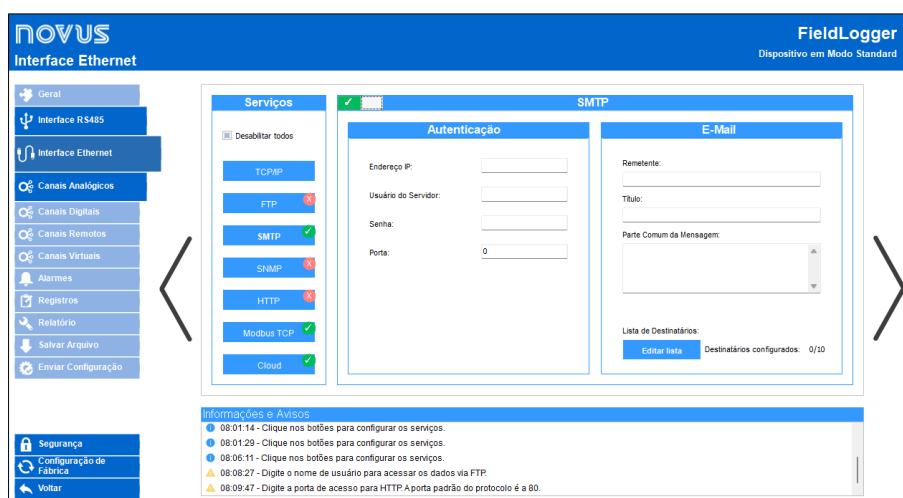 novus
FieldLogger
Interface Ethernet
Dispositivo em Modo Standard
Geral
Interface RS485
Interface Ethernet
Canais Analógicos
Canais Digitais
Canais Remotos
Canais Virtuais
Alarmes
Registros
Relatório
Salvar Arquivo
Enviar Configuração
Segurança
Configuração de
Fábrica
Voltar
Serviços
Desabilitar todos
TCP/IP
FTP
X
SMTP
SNMP
X
HTTP
X
Modbus TCP
Cloud
SMTP
Autenticação
Endereço IP:
Usuário do Servidor:
Senha:
Porta:
0
E-Mail
Remetente:
Título:
Parte Comum da Mensagem:
Lista de Destinatários:
Editar lista
Destinatários configurados: 0/10
Informações e Avisos
08:01:14 - Clique nos botões para configurar os serviços.
08:01:29 - Clique nos botões para configurar os serviços.
08:06:11 - Clique nos botões para configurar os serviços.
08:08:27 - Digite o nome de usuário para acessar os dados via FTP.
08:09:47 - Digite a porta de acesso para HTTP. A porta padrão do protocolo é a 80.